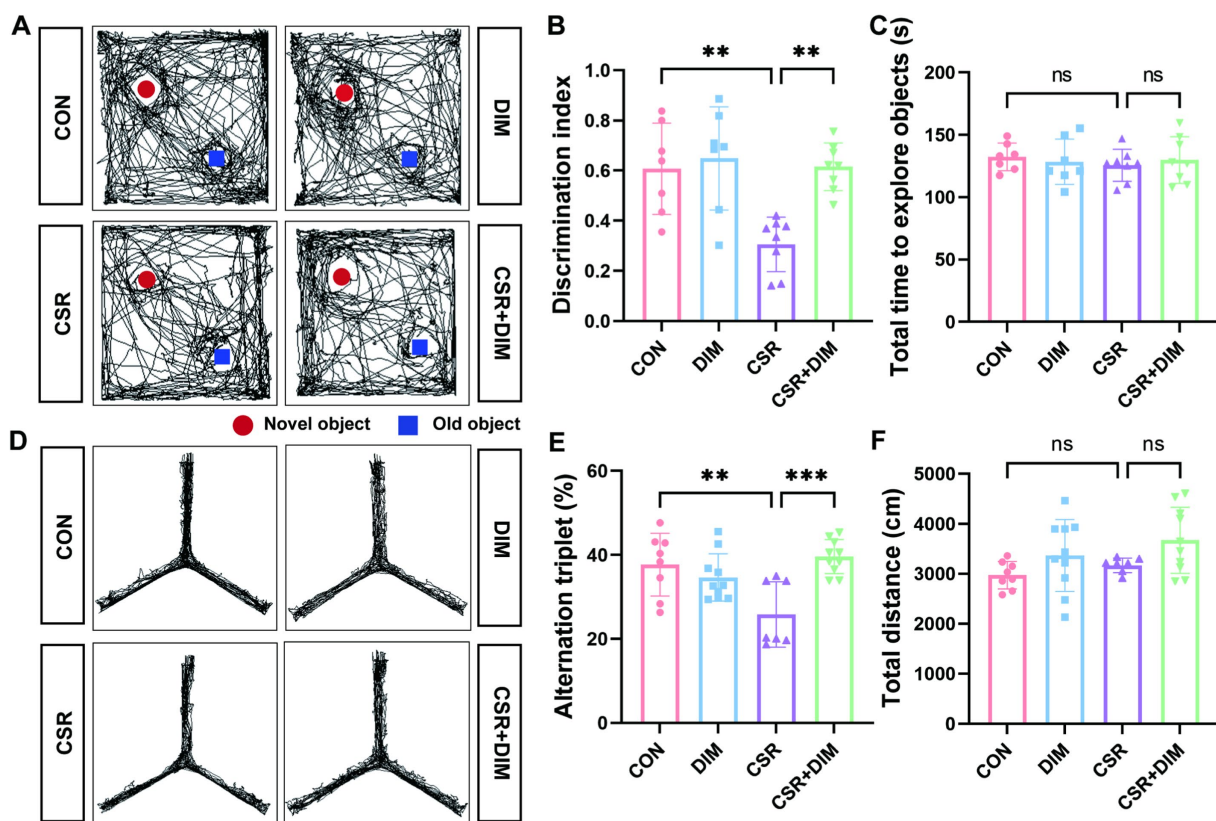 A
CON
DIM
CSR
CSR+DIM
Novel object
Old object
B
Discrimination index
1.0
0.8
0.6
0.4
0.2
0.0
**
**
CON
DIM
CSR
CSR+DIM
C
Total time to explore objects (s)
200
150
100
50
0
ns
ns
CON
DIM
CSR
CSR+DIM
D
CON
DIM
CSR
CSR+DIM
E
Alternation triplet (%)
60
40
20
0
**
***
CON
DIM
CSR
CSR+DIM
F
Total distance (cm)
5000
4000
3000
2000
1000
0
ns
ns
CON
DIM
CSR
CSR+DIM